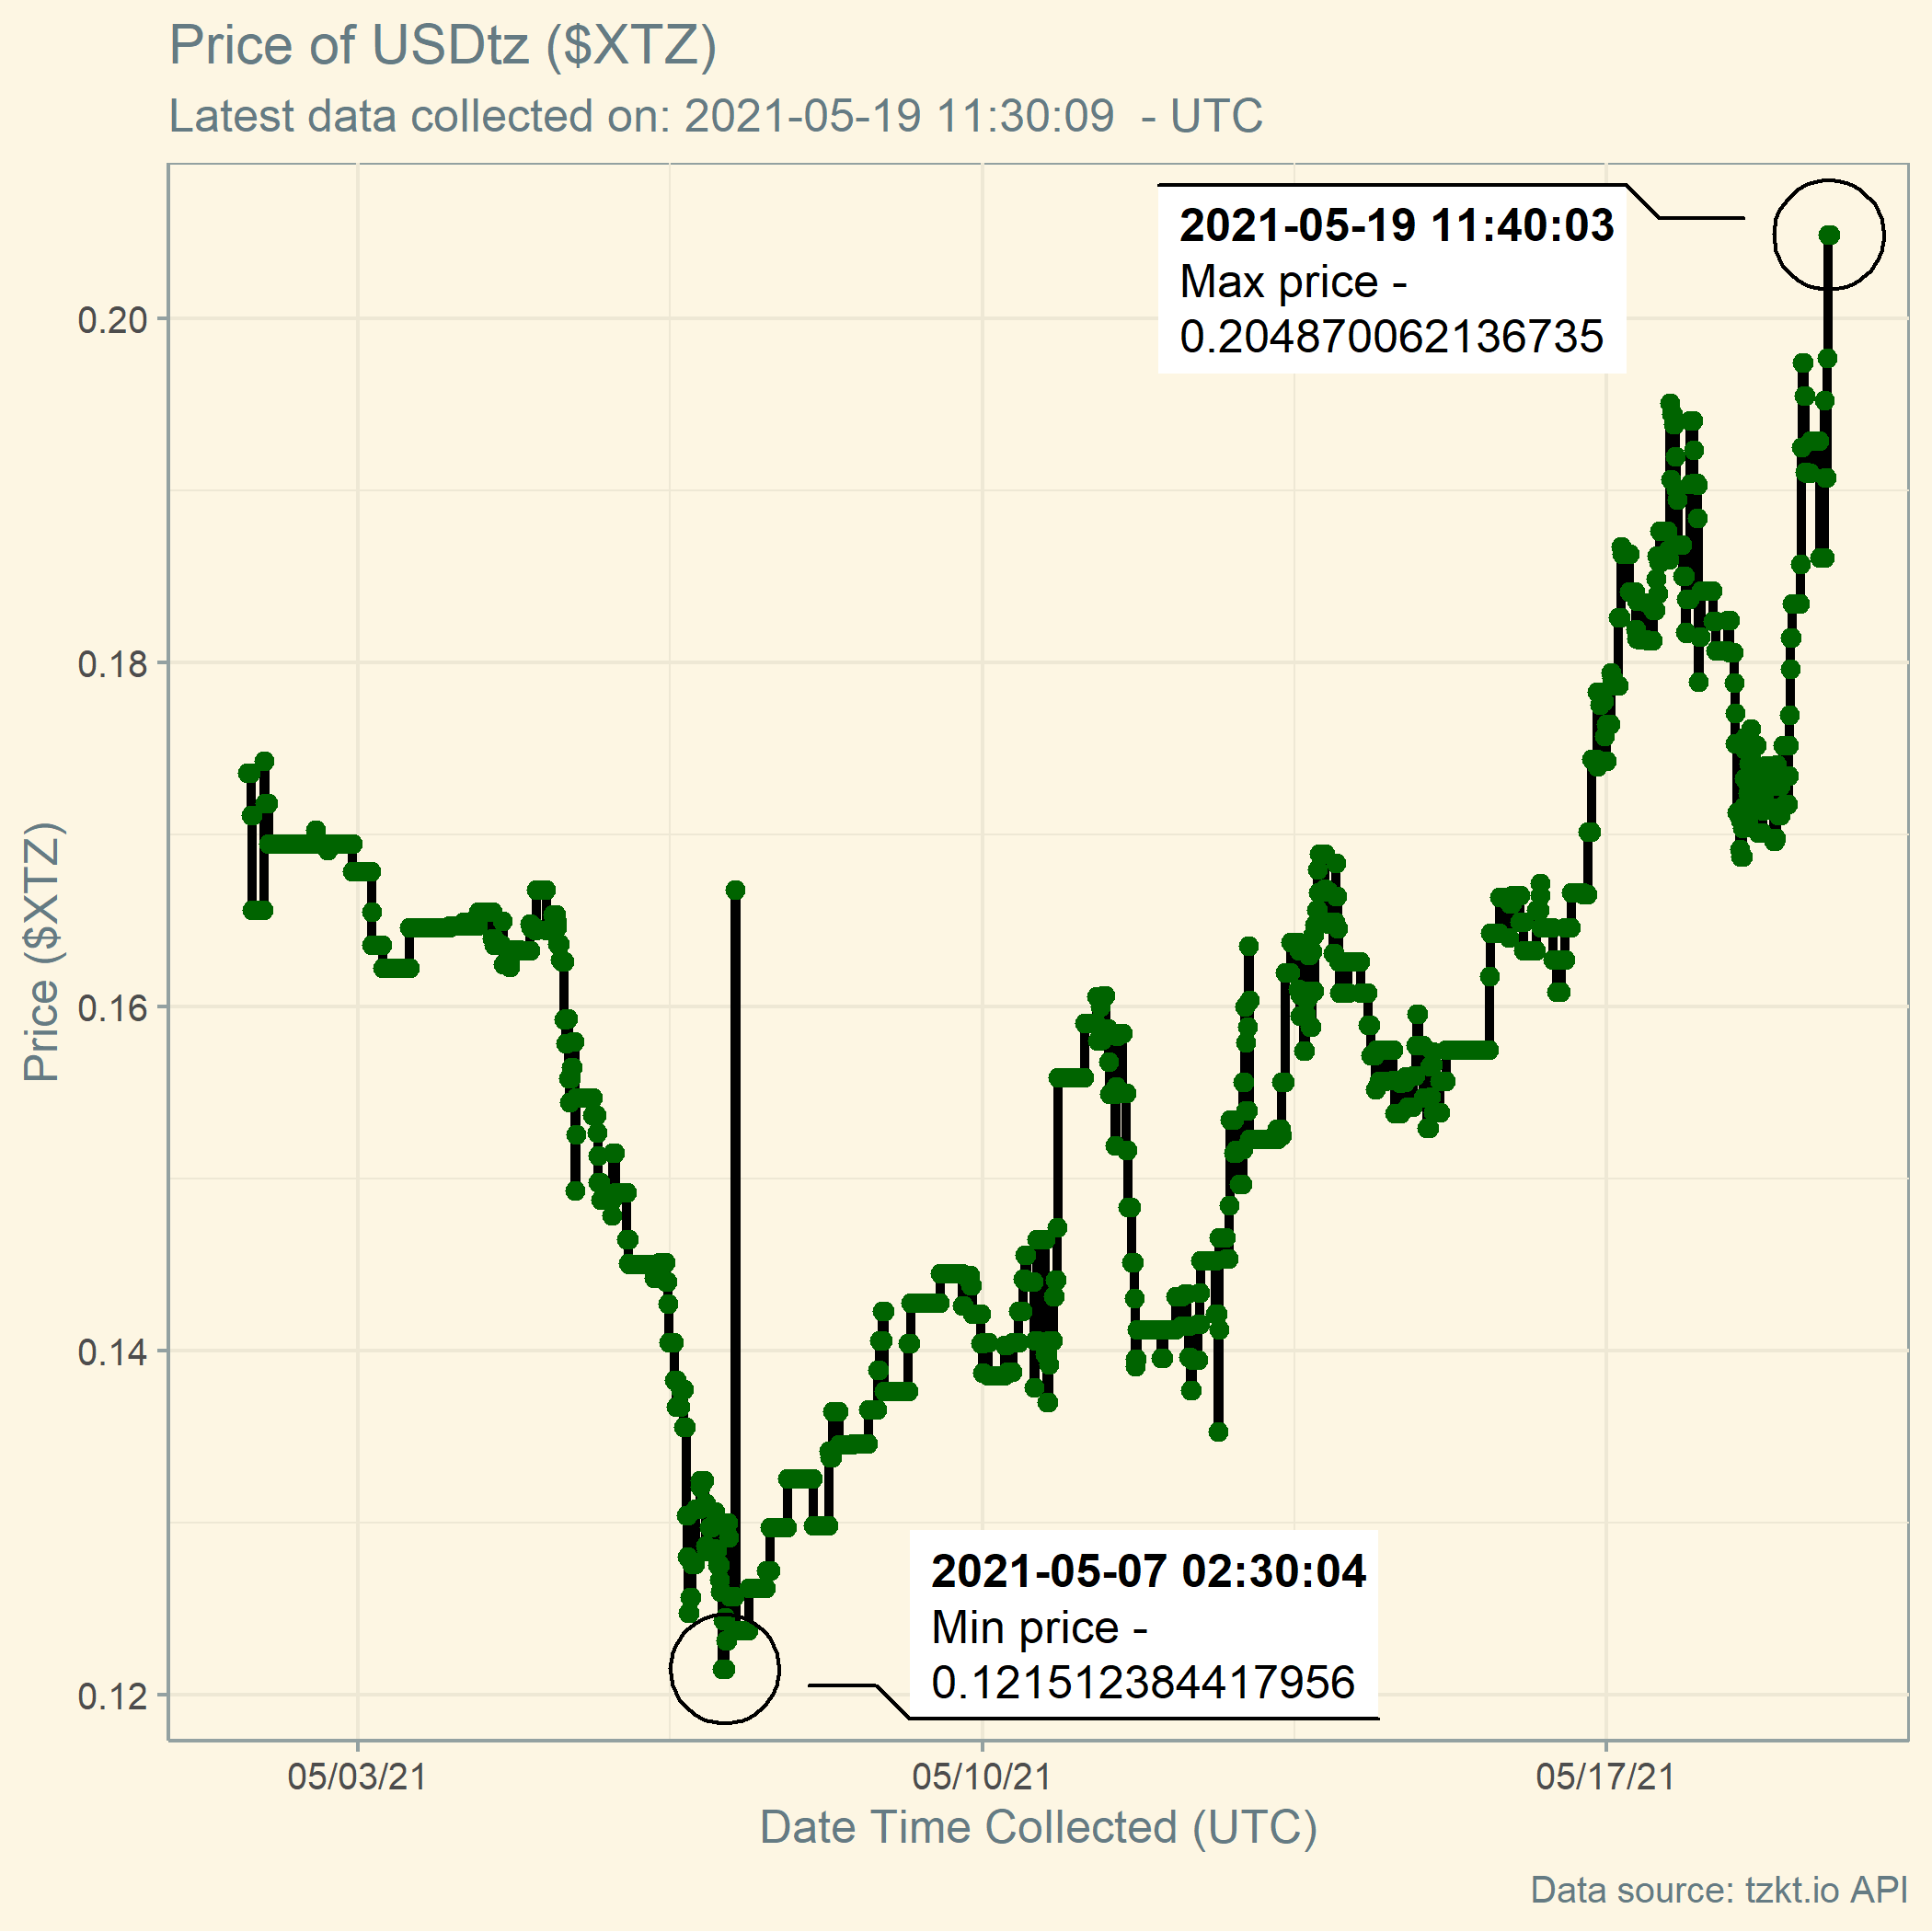 Price of USDtz ($XTZ)
Latest data collected on: 2021-05-19 11:30:09  - UTC
2021-05-19 11:40:03
Max price -
0.204870062136735
0.20
0.18
0.16
0.14
0.12
Price ($XTZ)
2021-05-07 02:30:04
Min price -
0.121512384417956
05/03/21
05/10/21
05/17/21
Date Time Collected (UTC)
Data source: tzkt.io API